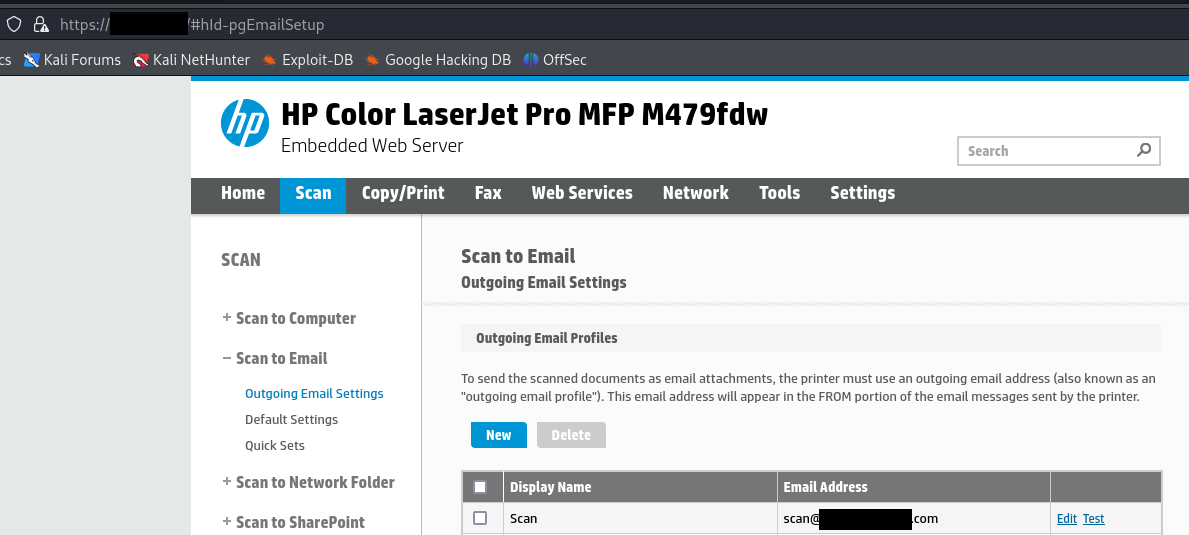 https:// /#hId-pgEmailSetup
cs Kali Forums Kali NetHunter Exploit-DB Google Hacking DB OffSec
hp
HP Color LaserJet Pro MFP M479fdw
Embedded Web Server
Search
Home Scan Copy/Print Fax Web Services Network Tools Settings
SCAN
+ Scan to Computer
− Scan to Email
Outgoing Email Settings
Default Settings
Quick Sets
+ Scan to Network Folder
+ Scan to SharePoint
Scan to Email
Outgoing Email Settings
Outgoing Email Profiles
To send the scanned documents as email attachments, the printer must use an outgoing email address (also known as an
"outgoing email profile"). This email address will appear in the FROM portion of the email messages sent by the printer.
New Delete
Display Name Email Address
Scan scan@ .com Edit Test